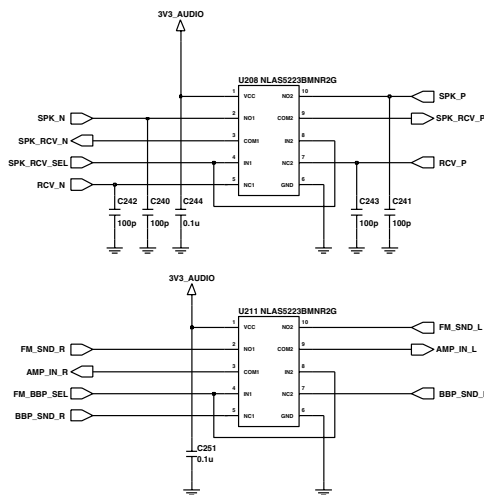 3V3_AUDIO
U208 NLAS5223BMNR2G
1 VCC NO2 10 SPK_P
SPK_N 2 NO1 COM2 9 SPK_RCV_P
SPK_RCV_N 3 COM1 IN2 8
SPK_RCV_SEL 4 IN1 NC2 7 RCV_P
RCV_N 5 NC1 GND 6
C242 C240 C244 C243 C241
100p 100p 0.1u 100p 100p
3V3_AUDIO
U211 NLAS5223BMNR2G
1 VCC NO2 10 FM_SND_L
FM_SND_R 2 NO1 COM2 9 AMP_IN_L
AMP_IN_R 3 COM1 IN2 8
FM_BBP_SEL 4 IN1 NC2 7 BBP_SND_
BBP_SND_R 5 NC1 GND 6
C251
0.1u